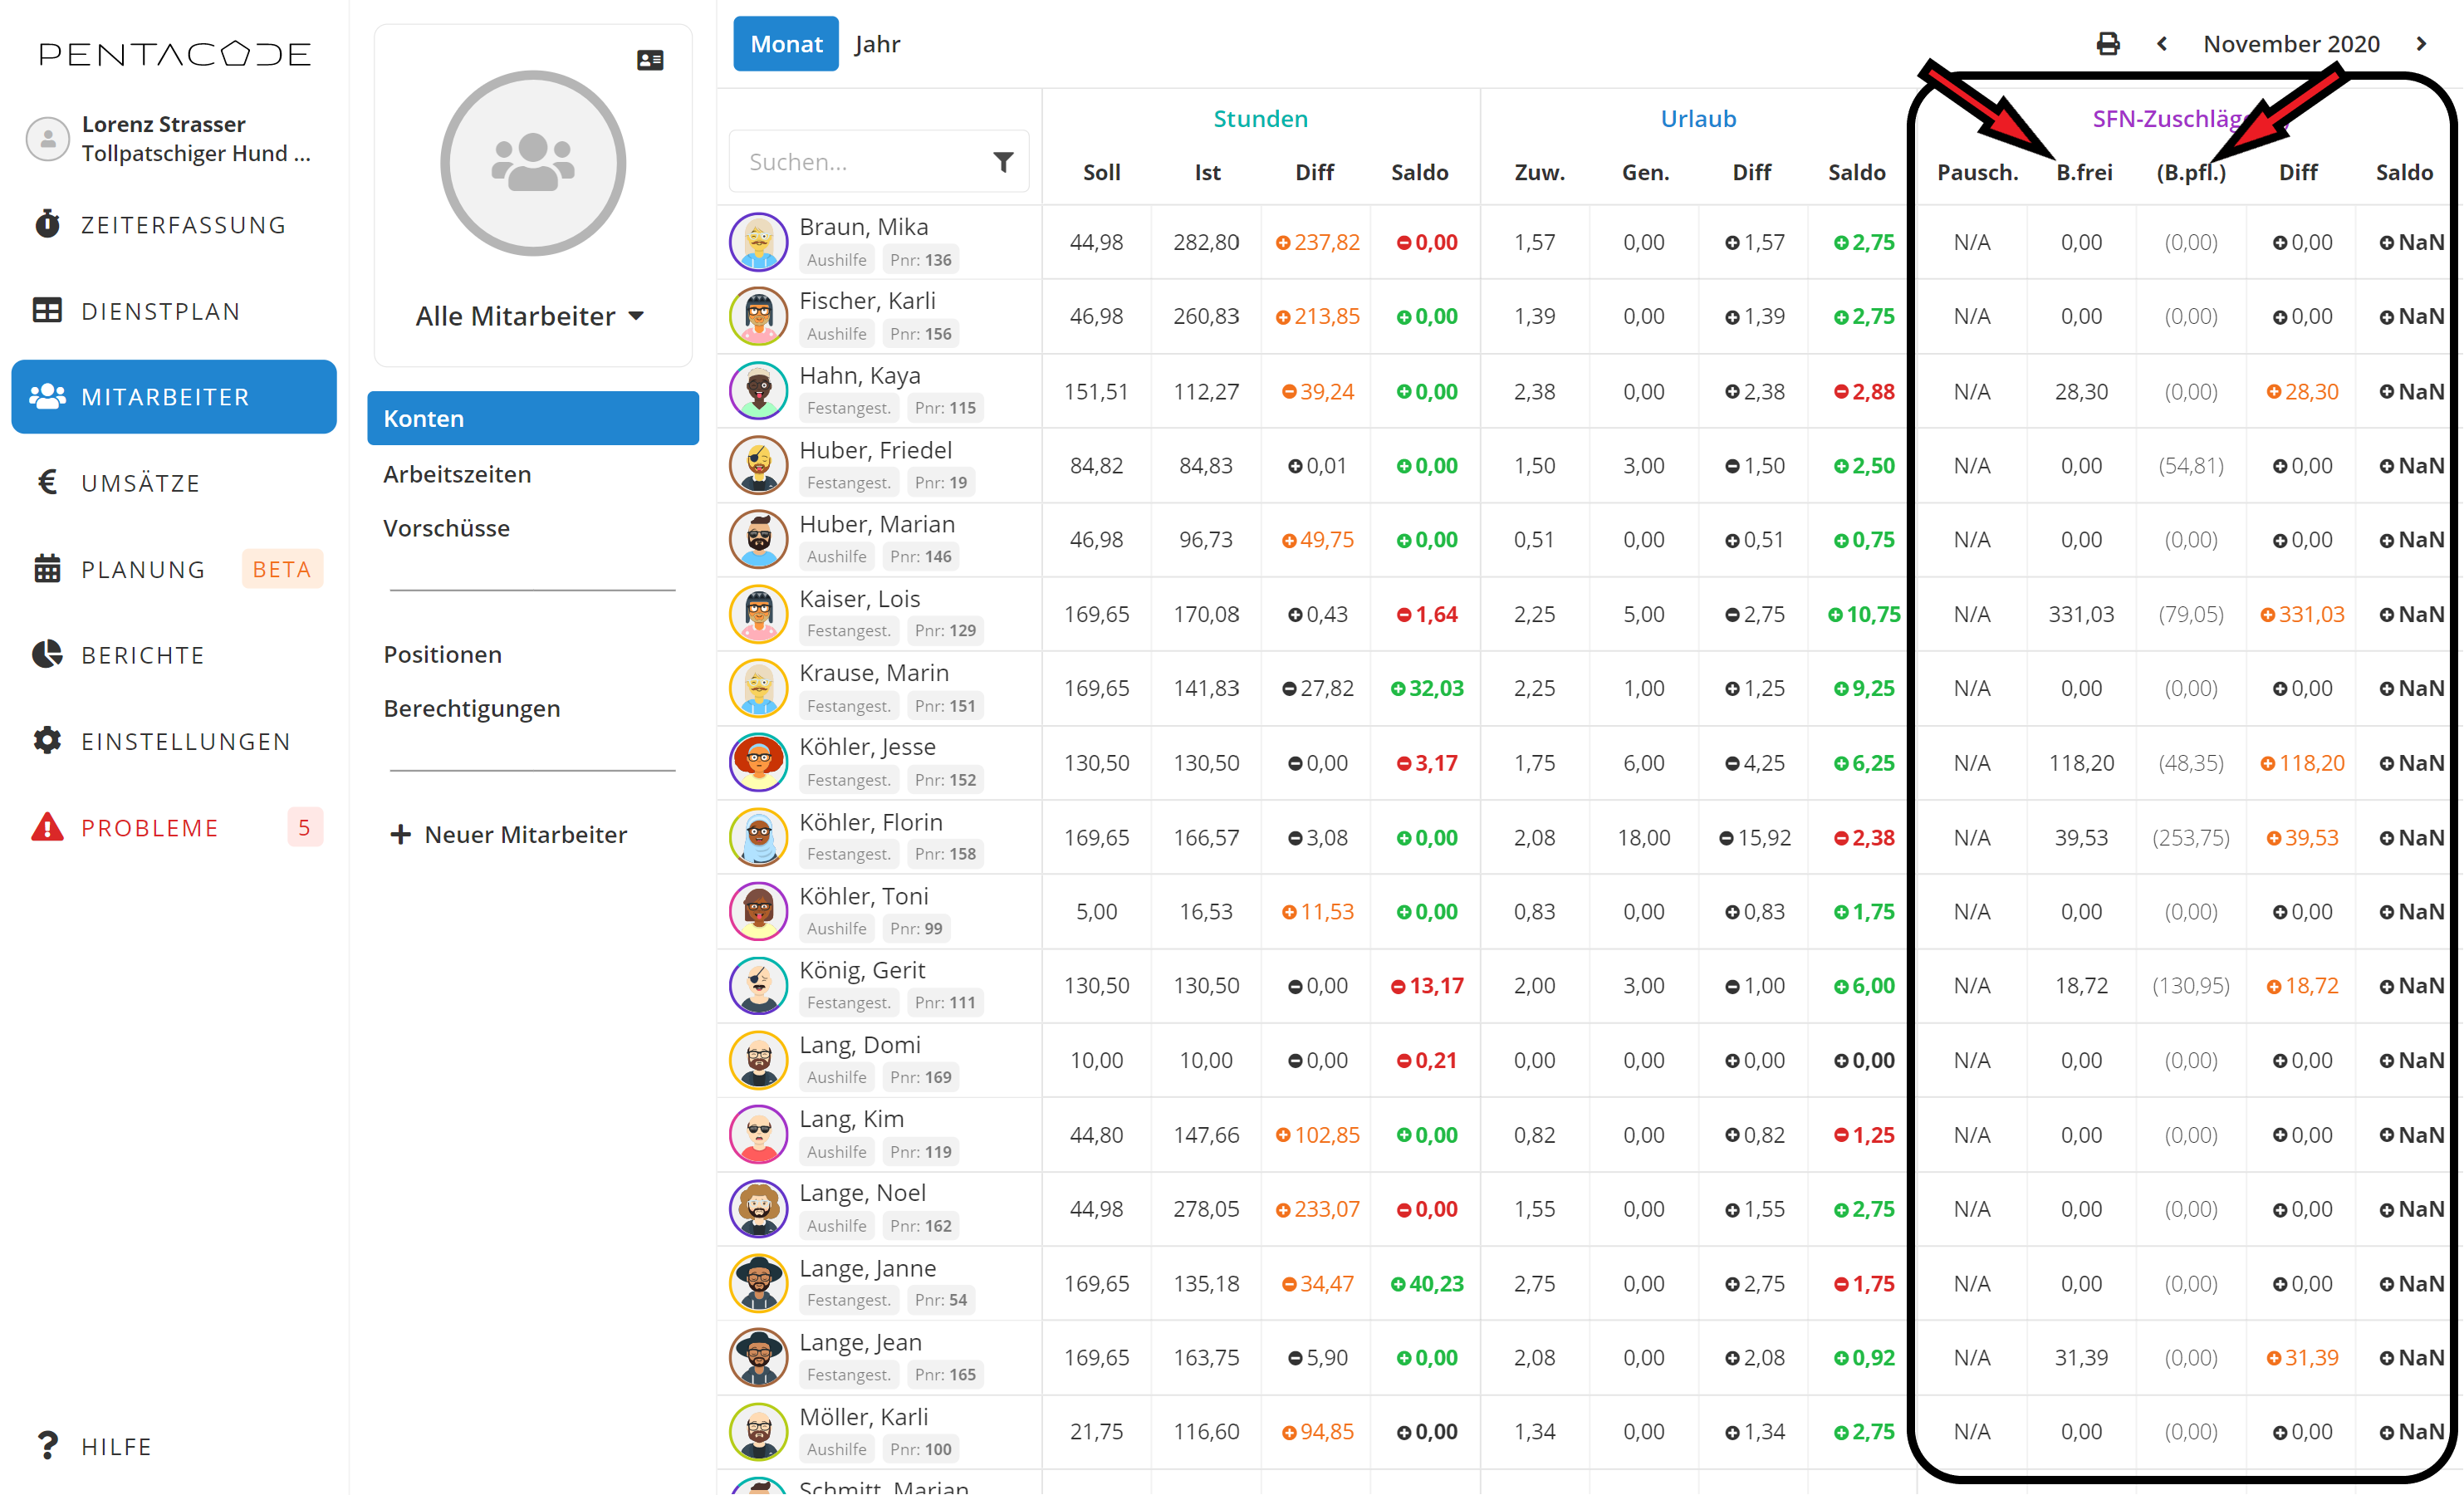 PENTACODE
Lorenz Strasser
Tollpatschiger Hund ...
ZEITERFASSUNG
DIENSTPLAN
MITARBEITER
UMSÄTZE
PLANUNG BETA
BERICHTE
EINSTELLUNGEN
PROBLEME 5
HILFE
Alle Mitarbeiter
Konten
Arbeitszeiten
Vorschüsse
Positionen
Berechtigungen
+ Neuer Mitarbeiter
Monat Jahr
November 2020
Suchen...
Stunden Urlaub
Soll Ist Diff Saldo Zuw. Gen. Diff Saldo Pausch. B.frei (B.pfl.) Diff Saldo
Braun, Mika
Aushilfe Pnr: 136
44,98 282,80 +237,82 -0,00 1,57 0,00 +1,57 +2,75 N/A 0,00 (0,00) +0,00 +NaN
Fischer, Karli
Aushilfe Pnr: 156
46,98 260,83 +213,85 +0,00 1,39 0,00 +1,39 +2,75 N/A 0,00 (0,00) +0,00 +NaN
Hahn, Kaya
Festangest. Pnr: 115
151,51 112,27 -39,24 +0,00 2,38 0,00 +2,38 -2,88 N/A 28,30 (0,00) +28,30 +NaN
Huber, Friedel
Festangest. Pnr: 19
84,82 84,83 +0,01 +0,00 1,50 3,00 -1,50 +2,50 N/A 0,00 (54,81) +0,00 +NaN
Huber, Marian
Aushilfe Pnr: 146
46,98 96,73 +49,75 +0,00 0,51 0,00 +0,51 +0,75 N/A 0,00 (0,00) +0,00 +NaN
Kaiser, Lois
Festangest. Pnr: 129
169,65 170,08 +0,43 -1,64 2,25 5,00 -2,75 +10,75 N/A 331,03 (79,05) +331,03 +NaN
Krause, Marin
Festangest. Pnr: 151
169,65 141,83 -27,82 +32,03 2,25 1,00 +1,25 +9,25 N/A 0,00 (0,00) +0,00 +NaN
Köhler, Jesse
Festangest. Pnr: 152
130,50 130,50 -0,00 -3,17 1,75 6,00 -4,25 +6,25 N/A 118,20 (48,35) +118,20 +NaN
Köhler, Florin
Festangest. Pnr: 158
169,65 166,57 -3,08 +0,00 2,08 18,00 -15,92 -2,38 N/A 39,53 (253,75) +39,53 +NaN
Köhler, Toni
Aushilfe Pnr: 99
5,00 16,53 +11,53 +0,00 0,83 0,00 +0,83 +1,75 N/A 0,00 (0,00) +0,00 +NaN
König, Gerit
Festangest. Pnr: 111
130,50 130,50 -0,00 -13,17 2,00 3,00 -1,00 +6,00 N/A 18,72 (130,95) +18,72 +NaN
Lang, Domi
Aushilfe Pnr: 169
10,00 10,00 -0,00 -0,21 0,00 0,00 +0,00 +0,00 N/A 0,00 (0,00) +0,00 +NaN
Lang, Kim
Aushilfe Pnr: 119
44,80 147,66 +102,85 +0,00 0,82 0,00 +0,82 -1,25 N/A 0,00 (0,00) +0,00 +NaN
Lange, Noel
Aushilfe Pnr: 162
44,98 278,05 +233,07 -0,00 1,55 0,00 +1,55 +2,75 N/A 0,00 (0,00) +0,00 +NaN
Lange, Janne
Festangest. Pnr: 54
169,65 135,18 -34,47 +40,23 2,75 0,00 +2,75 -1,75 N/A 0,00 (0,00) +0,00 +NaN
Lange, Jean
Festangest. Pnr: 165
169,65 163,75 -5,90 +0,00 2,08 0,00 +2,08 +0,92 N/A 31,39 (0,00) +31,39 +NaN
Möller, Karli
Aushilfe Pnr: 100
21,75 116,60 +94,85 +0,00 1,34 0,00 +1,34 +2,75 N/A 0,00 (0,00) +0,00 +NaN
Schmitt, Marian